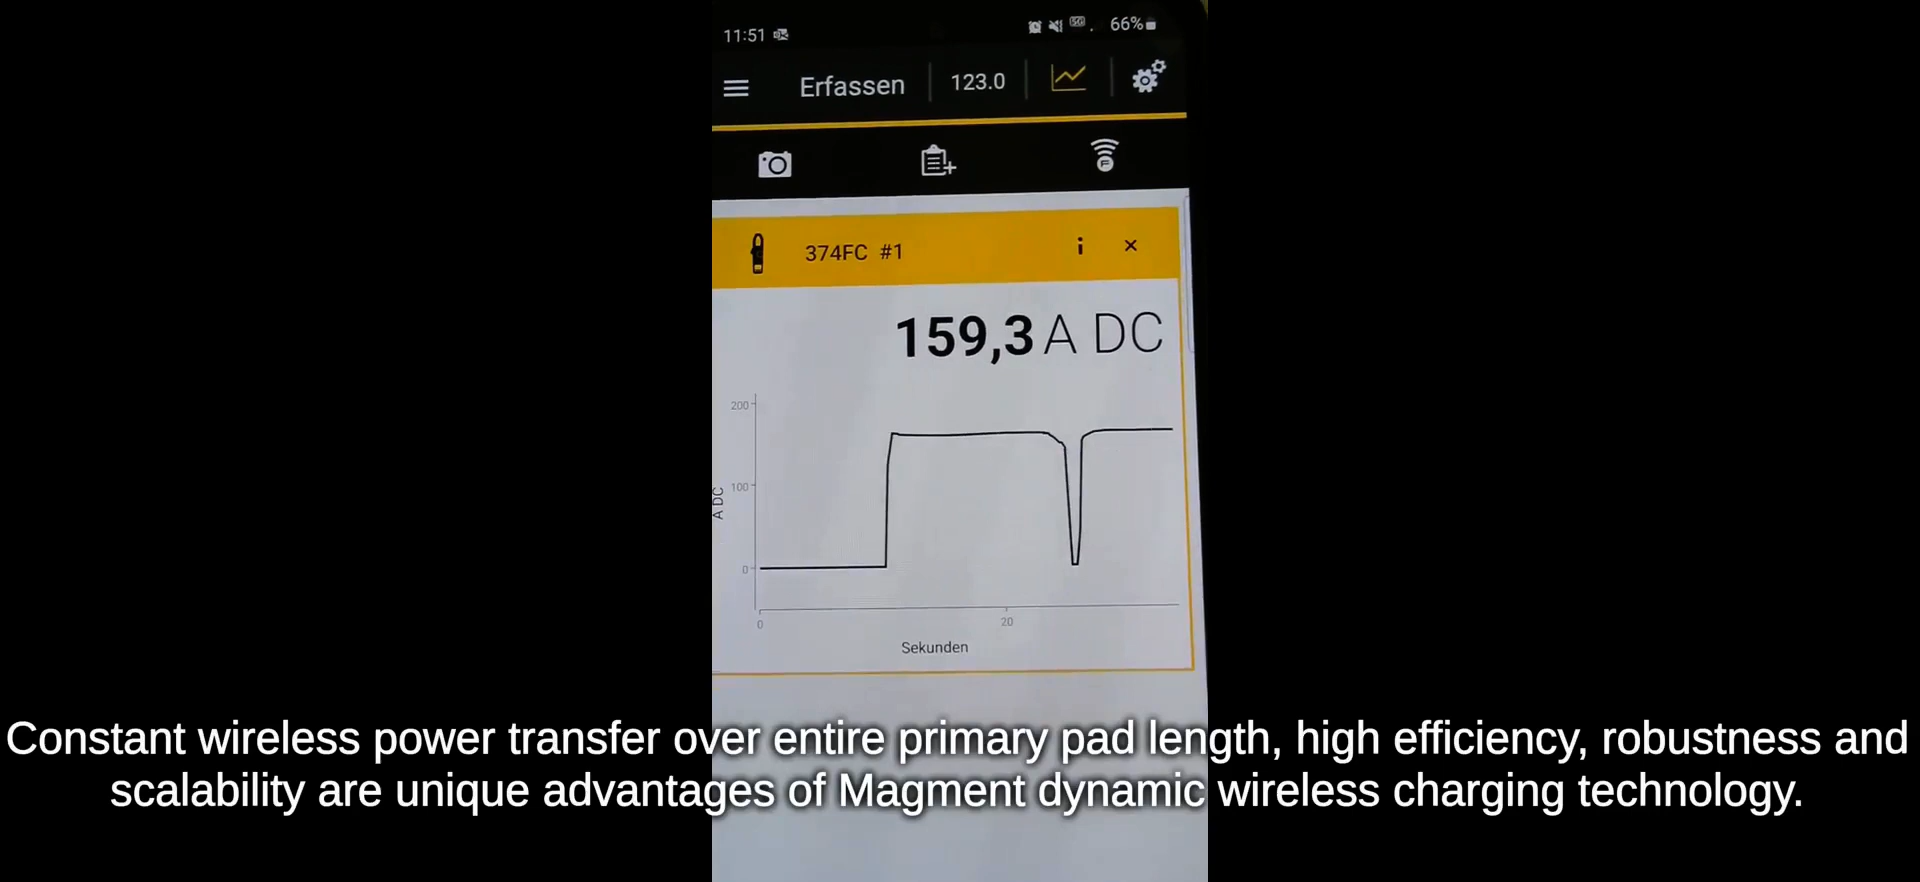 11:51
5G
66%
Erfassen
123.0
374FC #1
159,3 A DC
200
100
A DC
0
0
20
Sekunden
Constant wireless power transfer over entire primary pad length, high efficiency, robustness and
scalability are unique advantages of Magment dynamic wireless charging technology.